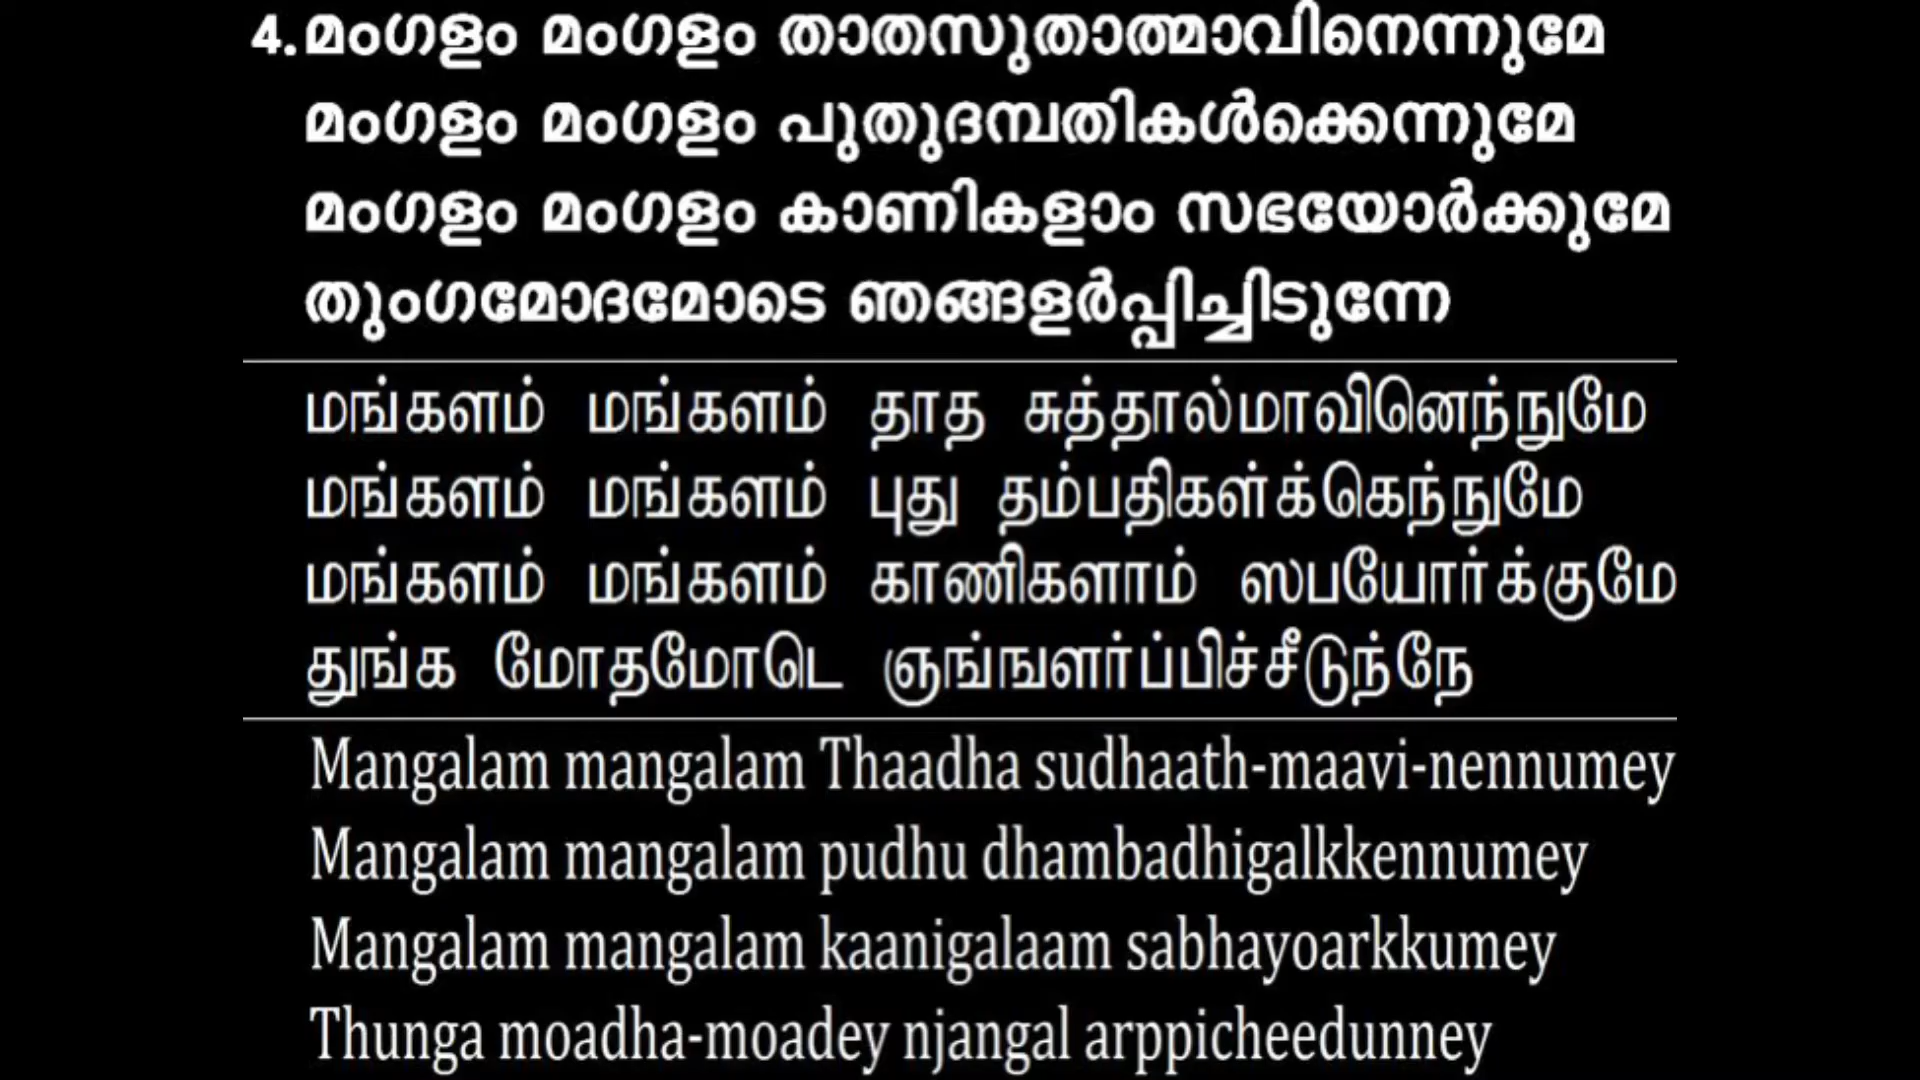 4.മംഗളം മംഗളം താതസുതാത്മാവിനെന്നുമേ
മംഗളം മംഗളം പുതുദമ്പതികൾക്കെന്നുമേ
മംഗളം മംഗളം കാണികളാം സഭയോർക്കുമേ
തുംഗമോദമോടെ ഞങ്ങളർപ്പിച്ചിടുന്നേ
மங்களம் மங்களம் தாத சுத்தால்மாவினெந்நுமே
மங்களம் மங்களம் புது தம்பதிகள்க்கெந்நுமே
மங்களம் மங்களம் காணிகளாம் ஸபயோர்க்குமே
துங்க மோதமோடெ ஞங்ஙளர்ப்பிச்சீடுந்நே
Mangalam mangalam Thaadha sudhaath-maavi-nennumey
Mangalam mangalam pudhu dhambadhigalkkennumey
Mangalam mangalam kaanigalaam sabhayoarkkumey
Thunga moadha-moadey njangal arppicheedunney